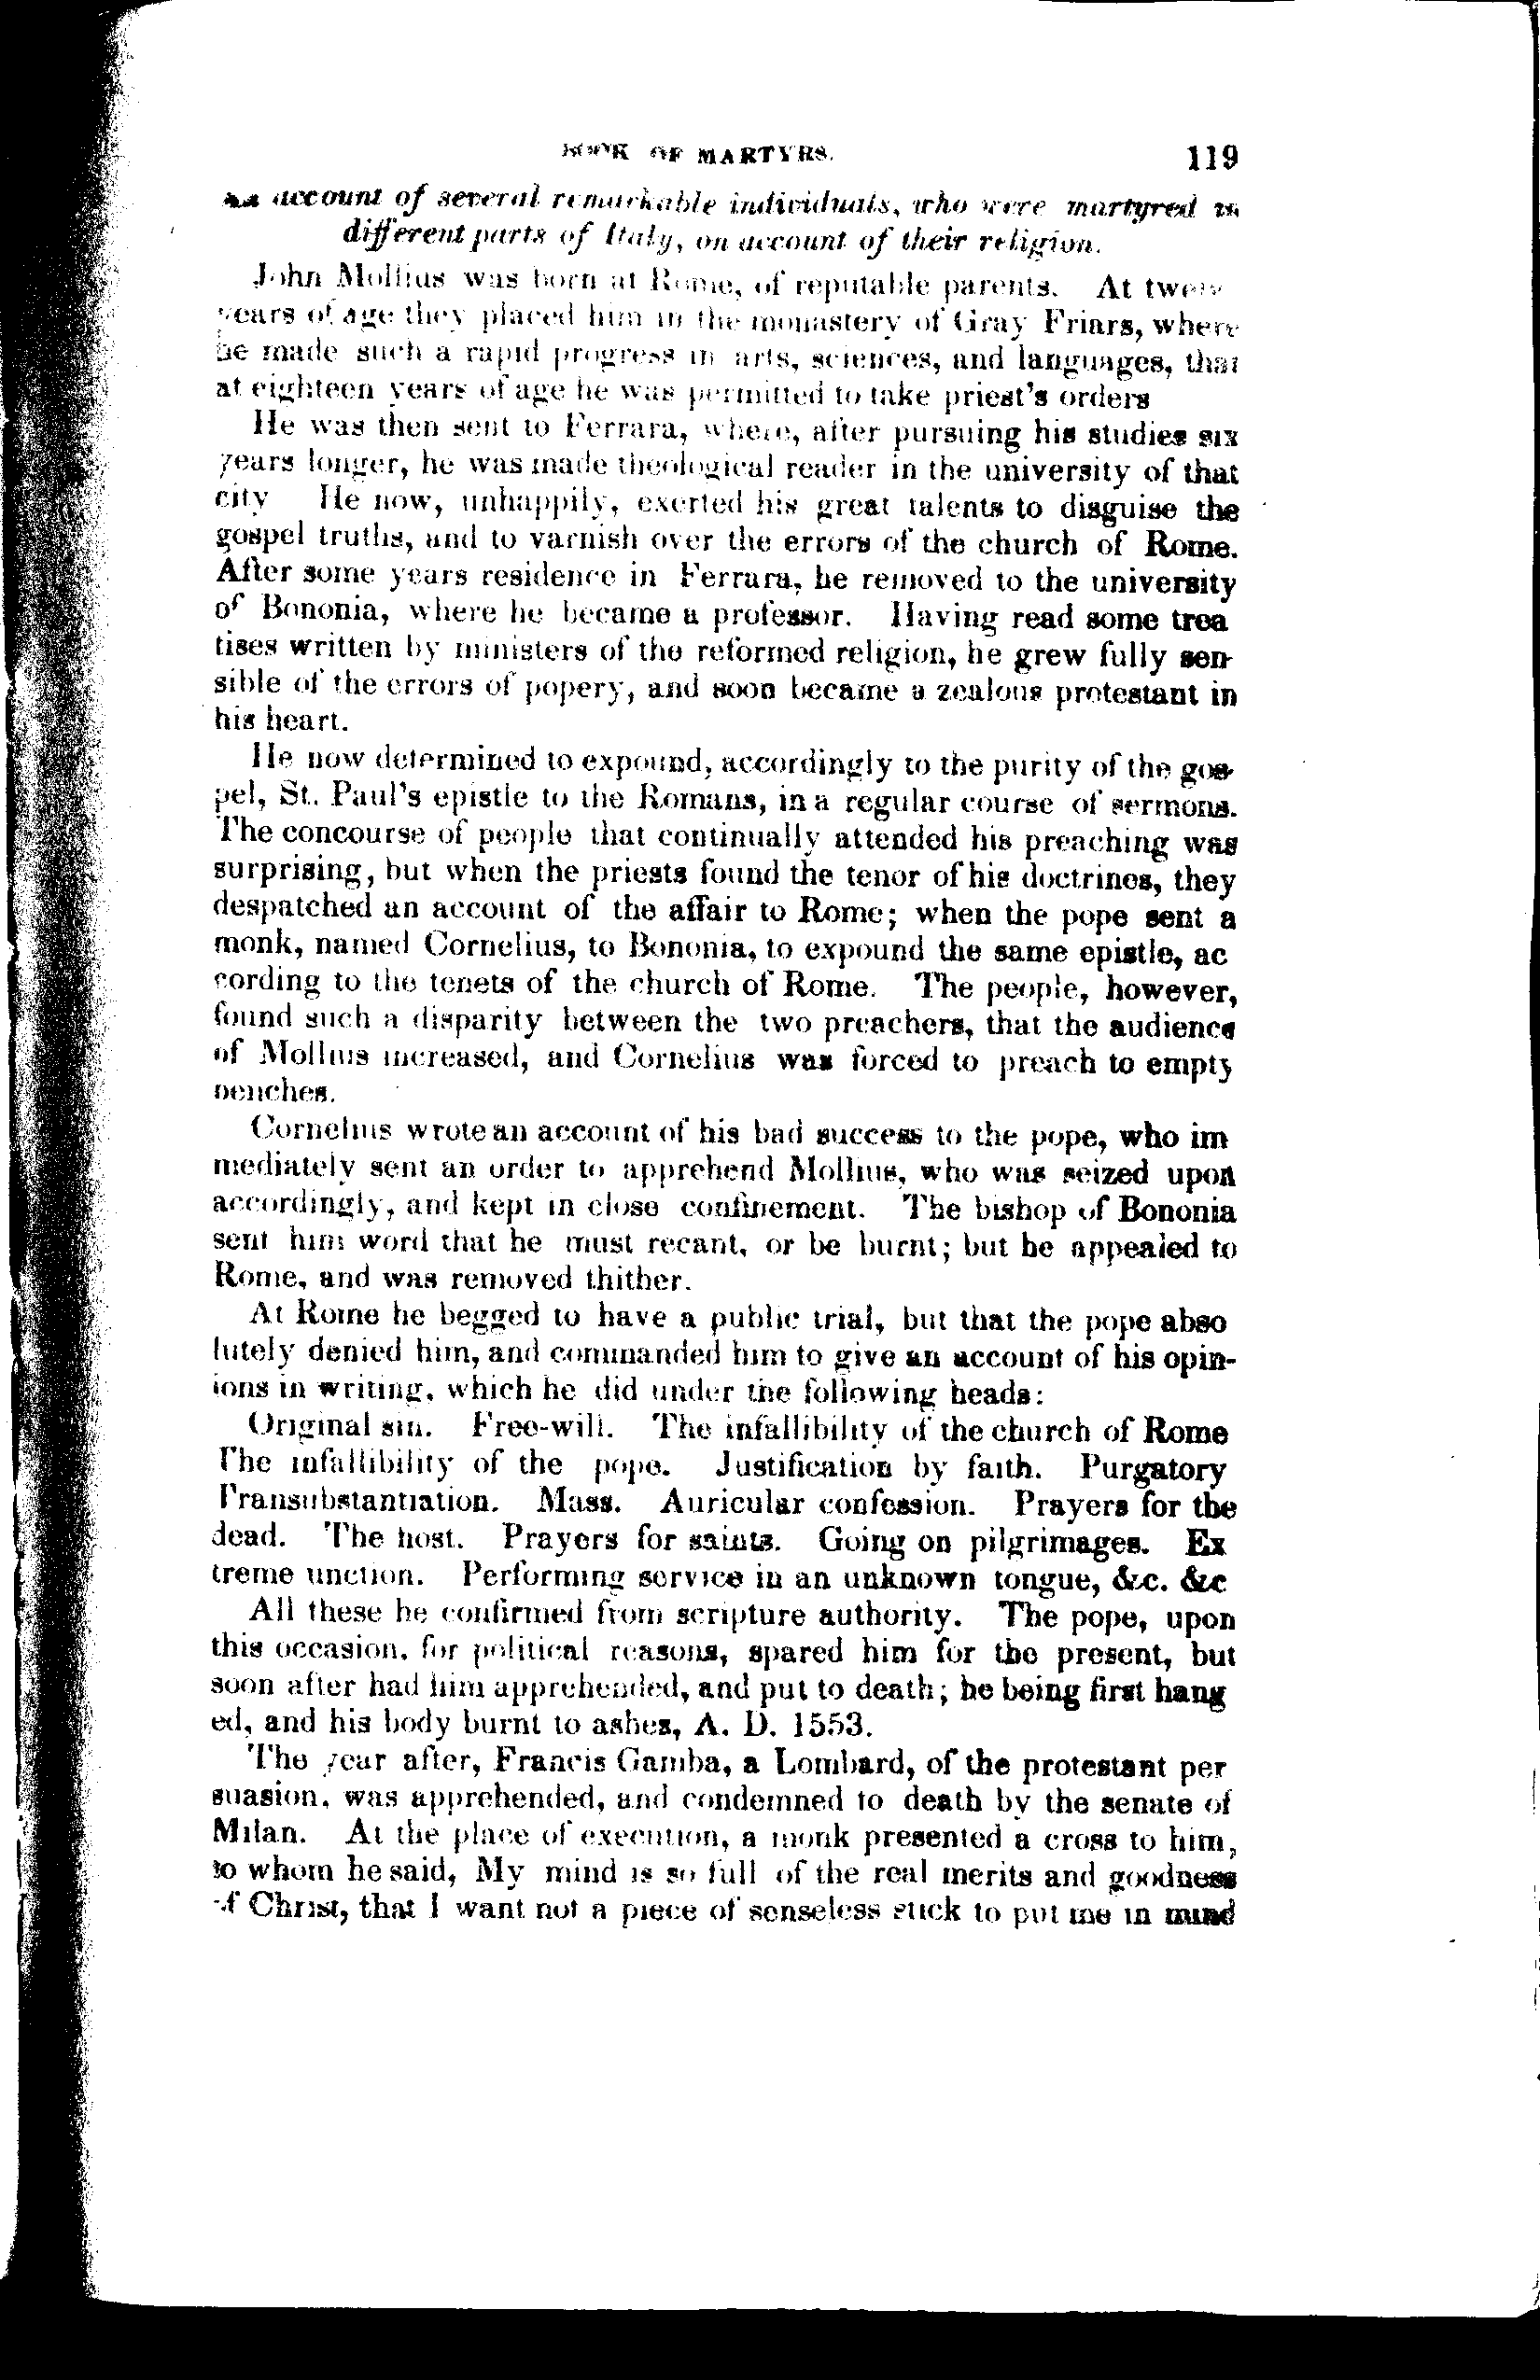 BOOK OF MARTYRS. 119
account of several remarkable individuals, who were martyred in
different parts of Italy, on account of their religion.
John Mollius was born at Rome, of reputable parents. At
years of age they placed him in the monastery of Gray Friars, where
he made such a rapid progress in arts, sciences, and languages, that
at eighteen years of age he was permitted to take priest's orders
He was then sent to Ferrara, where, after pursuing his studies six
years longer, he was made theological reader in the university of that
city He now, unhappily, exerted his great talents to disguise the
gospel truths, and to varnish over the errors of the church of Rome.
After some years residence in Ferrara, he removed to the university
of Bononia, where he became a professor. Having read some trea
tises written by ministers of the reformed religion, he grew fully sen-
sible of the errors of popery, and soon became a zealous protestant in
his heart.
He now determined to expound, accordingly to the purity of the gos-
pel, St. Paul's epistle to the Romans, in a regular course of sermons.
The concourse of people that continually attended his preaching was
surprising, but when the priests found the tenor of his doctrines, they
despatched an account of the affair to Rome; when the pope sent a
monk, named Cornelius, to Bononia, to expound the same epistle, ac
cording to the tenets of the church of Rome. The people, however,
found such a disparity between the two preachers, that the audience
of Mollius increased, and Cornelius was forced to preach to empty
benches.
Cornelius wrote an account of his bad success to the pope, who im
mediately sent an order to apprehend Mollius, who was seized upon
accordingly, and kept in close confinement. The bishop of Bononia
sent him word that he must recant, or be burnt; but he appealed to
Rome, and was removed thither.
At Rome he begged to have a public trial, but that the pope abso
lutely denied him, and commanded him to give an account of his opin-
ions in writing, which he did under the following heads:
Original sin. Free-will. The infallibility of the church of Rome
The infallibility of the pope. Justification by faith. Purgatory
Transubstantiation. Mass. Auricular confession. Prayers for the
dead. The host. Prayers for saints. Going on pilgrimages. Ex
treme unction. Performing service in an unknown tongue, &c. &c
All these he confirmed from scripture authority. The pope, upon
this occasion, for political reasons, spared him for the present, but
soon after had him apprehended, and put to death; he being first hang
ed, and his body burnt to ashes, A. D. 1553.
The year after, Francis Gamba, a Lombard, of the protestant per
suasion, was apprehended, and condemned to death by the senate of
Milan. At the place of execution, a monk presented a cross to him,
to whom he said, My mind is so full of the real merits and goodness
of Christ, that I want not a piece of senseless stick to put me in mind